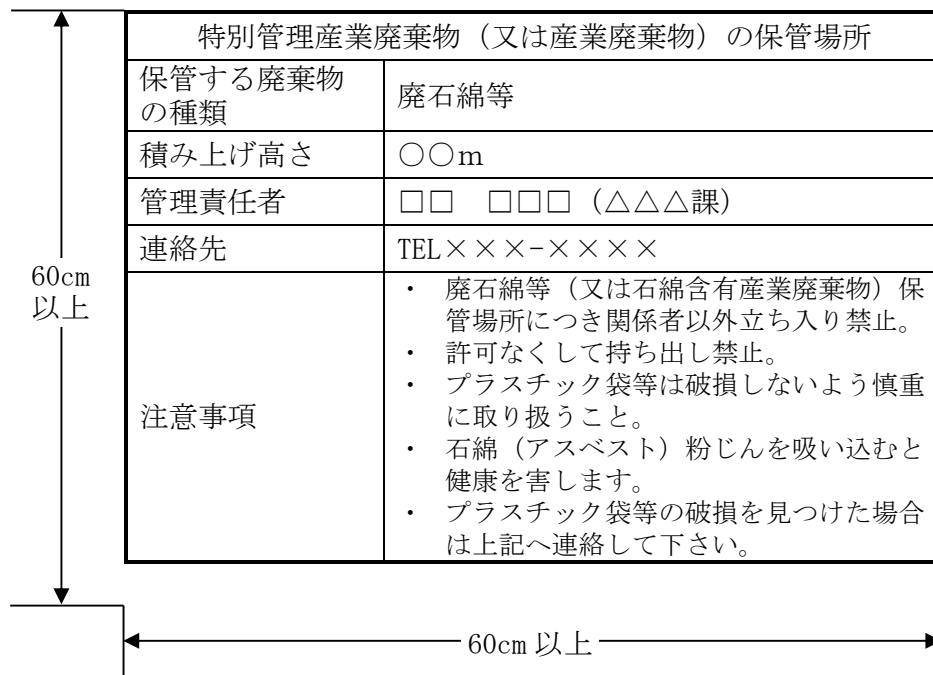 特別管理産業廃棄物（又は産業廃棄物）の保管場所
保管する廃棄物
の種類
廃石綿等
積み上げ高さ
○○ｍ
管理責任者
□□　□□□（△△△課）
連絡先
TEL×××-××××
注意事項
・　廃石綿等（又は石綿含有産業廃棄物）保
管場所につき関係者以外立ち入り禁止。
・　許可なくして持ち出し禁止。
・　プラスチック袋等は破損しないよう慎重
に取り扱うこと。
・　石綿（アスベスト）粉じんを吸い込むと
健康を害します。
・　プラスチック袋等の破損を見つけた場合
は上記へ連絡して下さい。
60cm
以上
60cm 以上